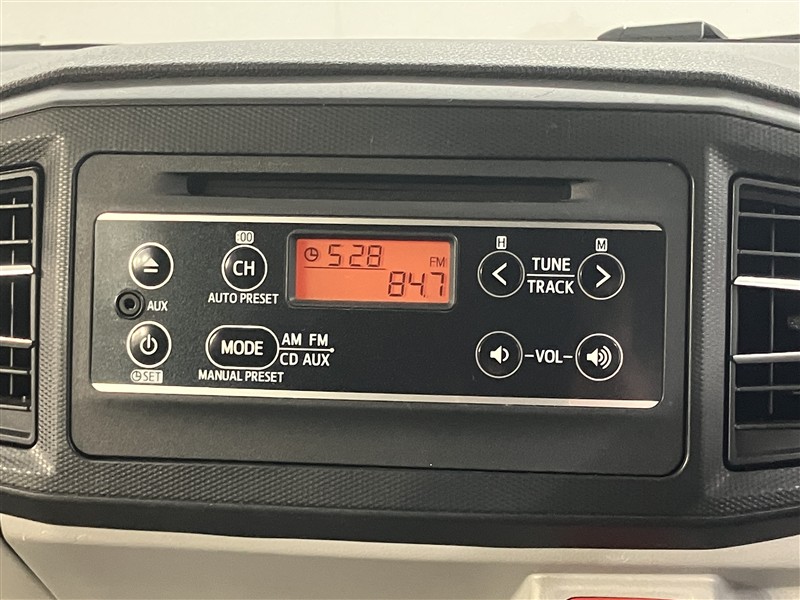 :00
CH
AUTO PRESET
5:28
FM
84.7
H
M
TUNE
TRACK
AUX
MODE
AM FM
CD AUX
MANUAL PRESET
SET
-VOL-